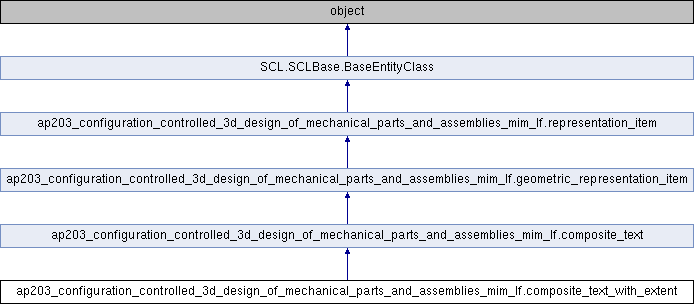 object
SCL.SCLBase.BaseEntityClass
ap203_configuration_controlled_3d_design_of_mechanical_parts_and_assemblies_mim_lf.representation_item
ap203_configuration_controlled_3d_design_of_mechanical_parts_and_assemblies_mim_lf.geometric_representation_item
ap203_configuration_controlled_3d_design_of_mechanical_parts_and_assemblies_mim_lf.composite_text
ap203_configuration_controlled_3d_design_of_mechanical_parts_and_assemblies_mim_lf.composite_text_with_extent